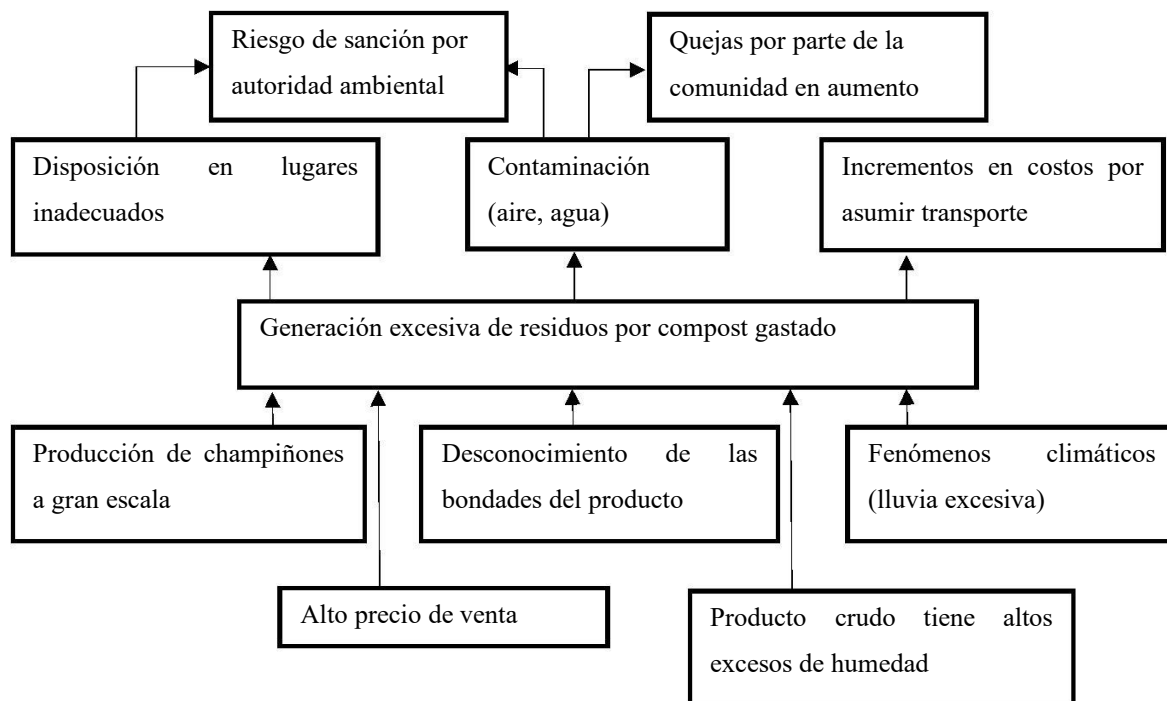 Riesgo de sanción por
autoridad ambiental
Quejas por parte de la
comunidad en aumento
Disposición en lugares
inadecuados
Contaminación
(aire, agua)
Incrementos en costos por
asumir transporte
Generación excesiva de residuos por compost gastado
Producción de champiñones
a gran escala
Desconocimiento de las
bondades del producto
Fenómenos climáticos
(lluvia excesiva)
Alto precio de venta
Producto crudo tiene altos
excesos de humedad